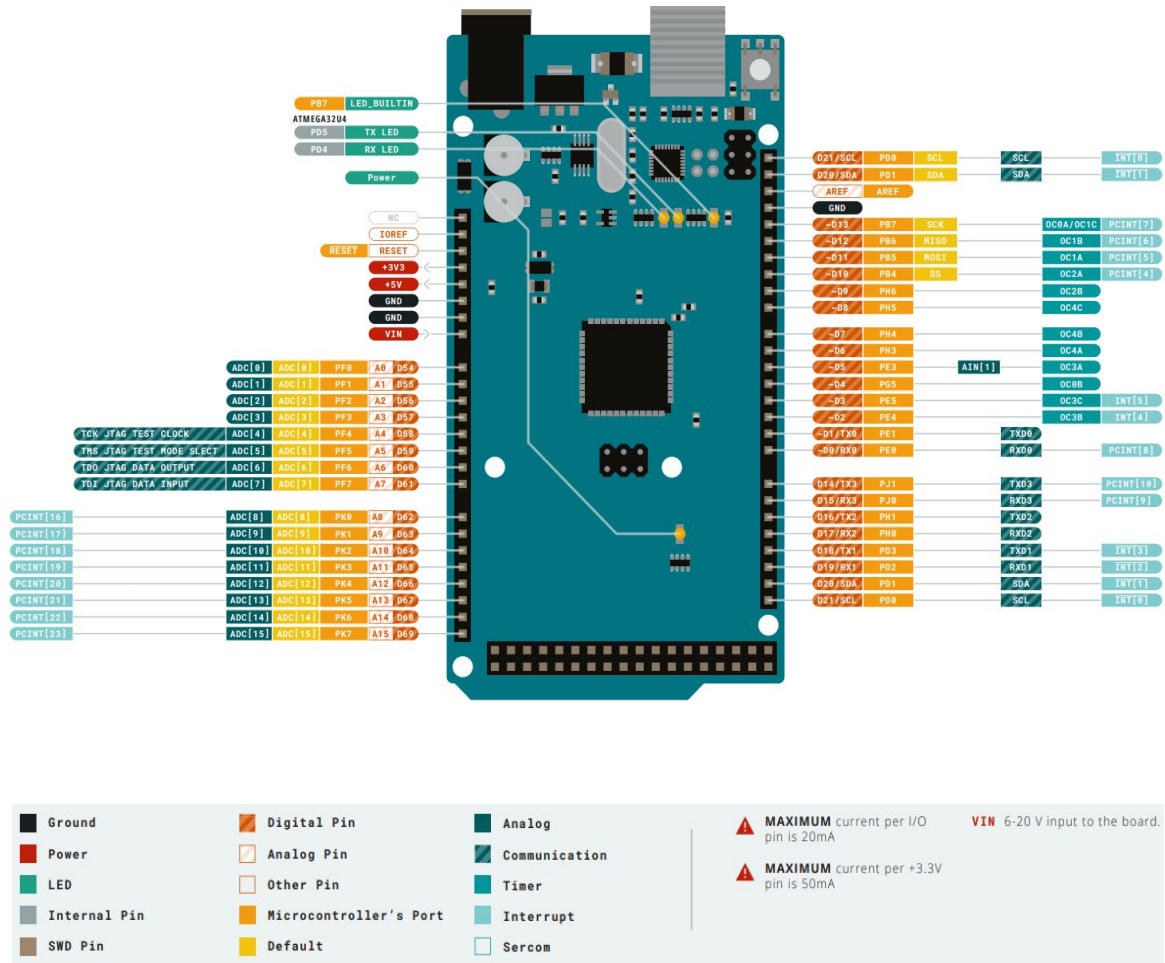 PB7 LED_BUILTIN
ATMEGA32U4
PD5 TX LED
PD4 RX LED
Power
NC
IOREF
RESET RESET
+3V3
+5V
GND
GND
VIN
ADC[0] ADC[0] PF0 A0 D54
ADC[1] ADC[1] PF1 A1 D55
ADC[2] ADC[2] PF2 A2 D56
ADC[3] ADC[3] PF3 A3 D57
TCK JTAG TEST CLOCK ADC[4] ADC[4] PF4 A4 D58
TMS JTAG TEST MODE SLECT ADC[5] ADC[5] PF5 A5 D59
TDO JTAG DATA OUTPUT ADC[6] ADC[6] PF6 A6 D60
TDI JTAG DATA INPUT ADC[7] ADC[7] PF7 A7 D61
PCINT[16] ADC[8] ADC[8] PK0 A8 D62
PCINT[17] ADC[9] ADC[9] PK1 A9 D63
PCINT[18] ADC[10] ADC[10] PK2 A10 D64
PCINT[19] ADC[11] ADC[11] PK3 A11 D65
PCINT[20] ADC[12] ADC[12] PK4 A12 D66
PCINT[21] ADC[13] ADC[13] PK5 A13 D67
PCINT[22] ADC[14] ADC[14] PK6 A14 D68
PCINT[23] ADC[15] ADC[15] PK7 A15 D69
D21/SCL PD0 SCL SCL INT[0]
D20/SDA PD1 SDA SDA INT[1]
AREF AREF
GND
~D13 PB7 SCK OC0A/OC1C PCINT[7]
~D12 PB6 MISO OC1B PCINT[6]
~D11 PB5 MOSI OC1A PCINT[5]
~D10 PB4 SS OC2A PCINT[4]
~D9 PH6 OC2B
~D8 PH5 OC4C
~D7 PH4 OC4B
~D6 PH3 OC4A
~D5 PE3 AIN[1] OC3A
~D4 PG5 OC0B
~D3 PE5 OC3C INT[5]
~D2 PE4 OC3B INT[4]
~D1/TX0 PE1 TXD0
~D0/RX0 PE0 RXD0 PCINT[8]
D14/TX3 PJ1 TXD3 PCINT[10]
D15/RX3 PJ0 RXD3 PCINT[9]
D16/TX2 PH1 TXD2
D17/RX2 PH0 RXD2
D18/TX1 PD3 TXD1 INT[3]
D19/RX1 PD2 RXD1 INT[2]
D20/SDA PD1 SDA INT[1]
D21/SCL PD0 SCL INT[0]
Ground
Power
LED
Internal Pin
SWD Pin
Digital Pin
Analog Pin
Other Pin
Microcontroller's Port
Default
Analog
Communication
Timer
Interrupt
Sercom
MAXIMUM current per I/O
pin is 20mA
MAXIMUM current per +3.3V
pin is 50mA
VIN 6-20 V input to the board.